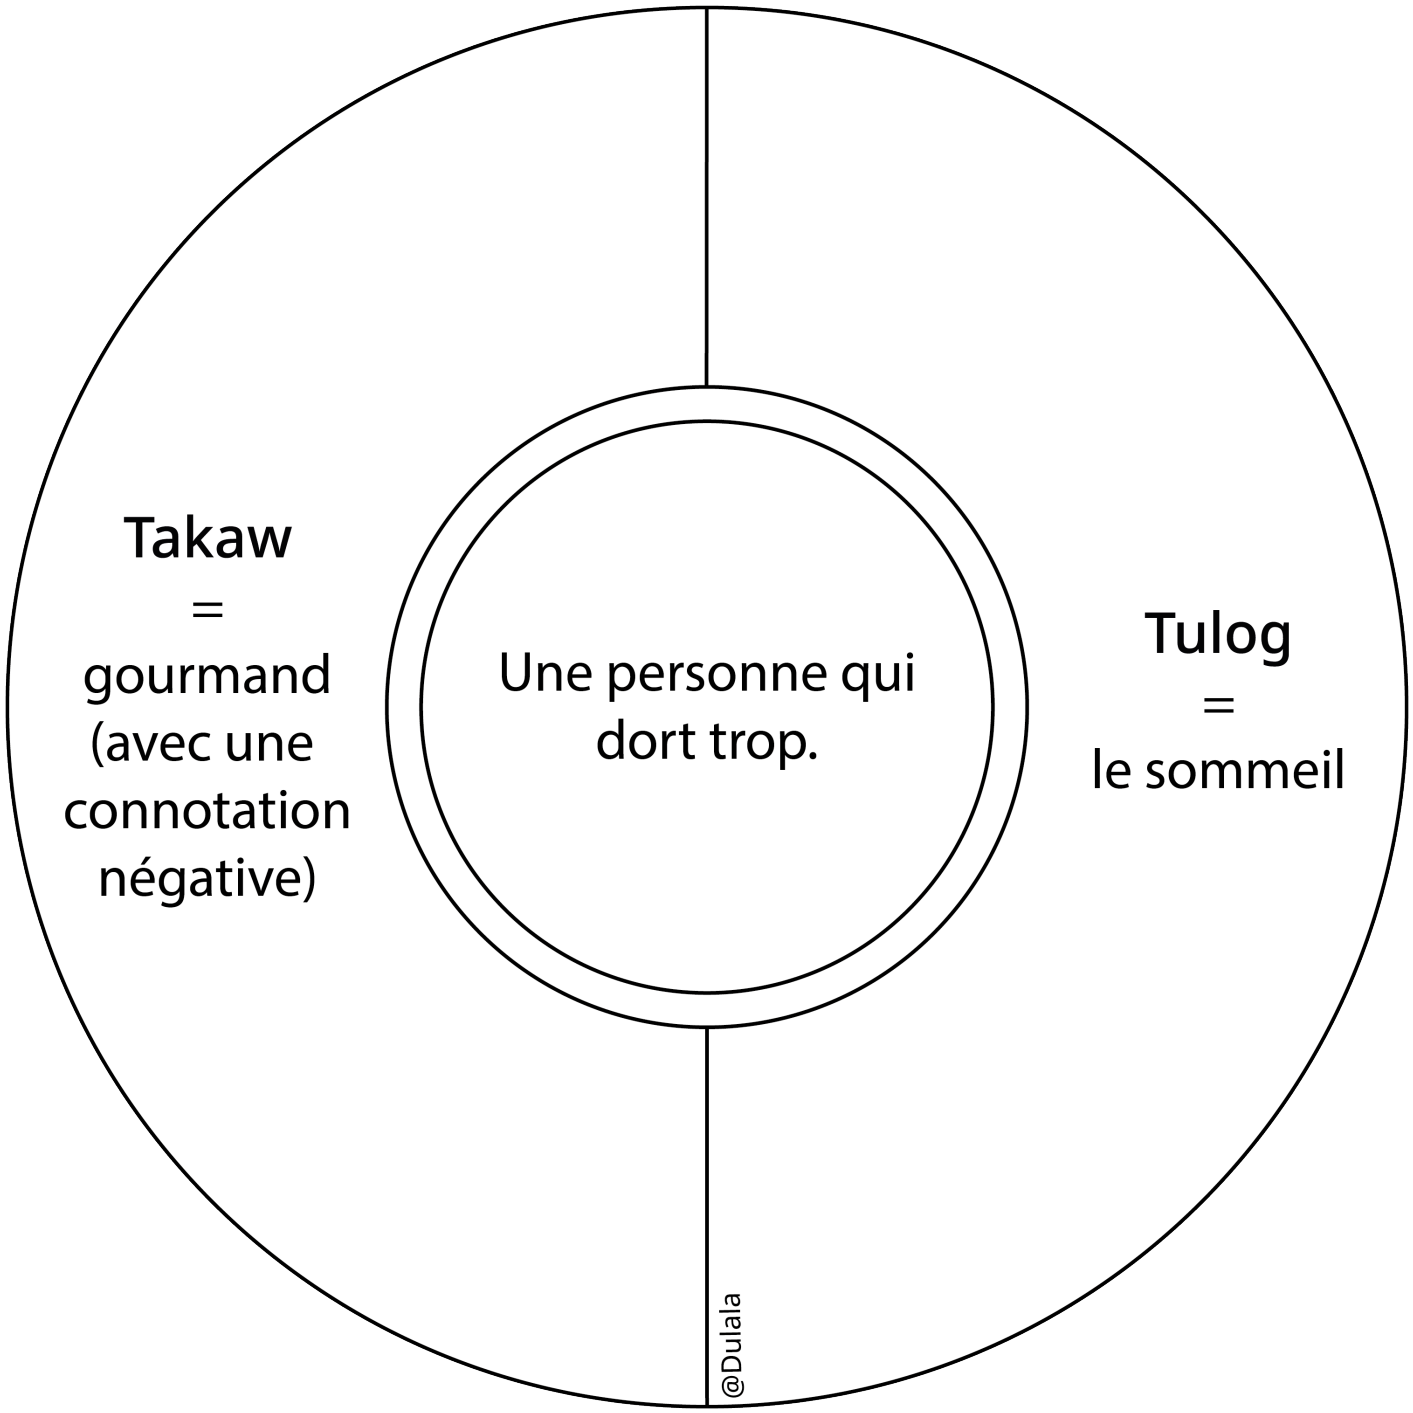 Takaw
=
gourmand
(avec une
connotation
négative)
Une personne qui
dort trop.
Tulog
=
le sommeil
@Dulala